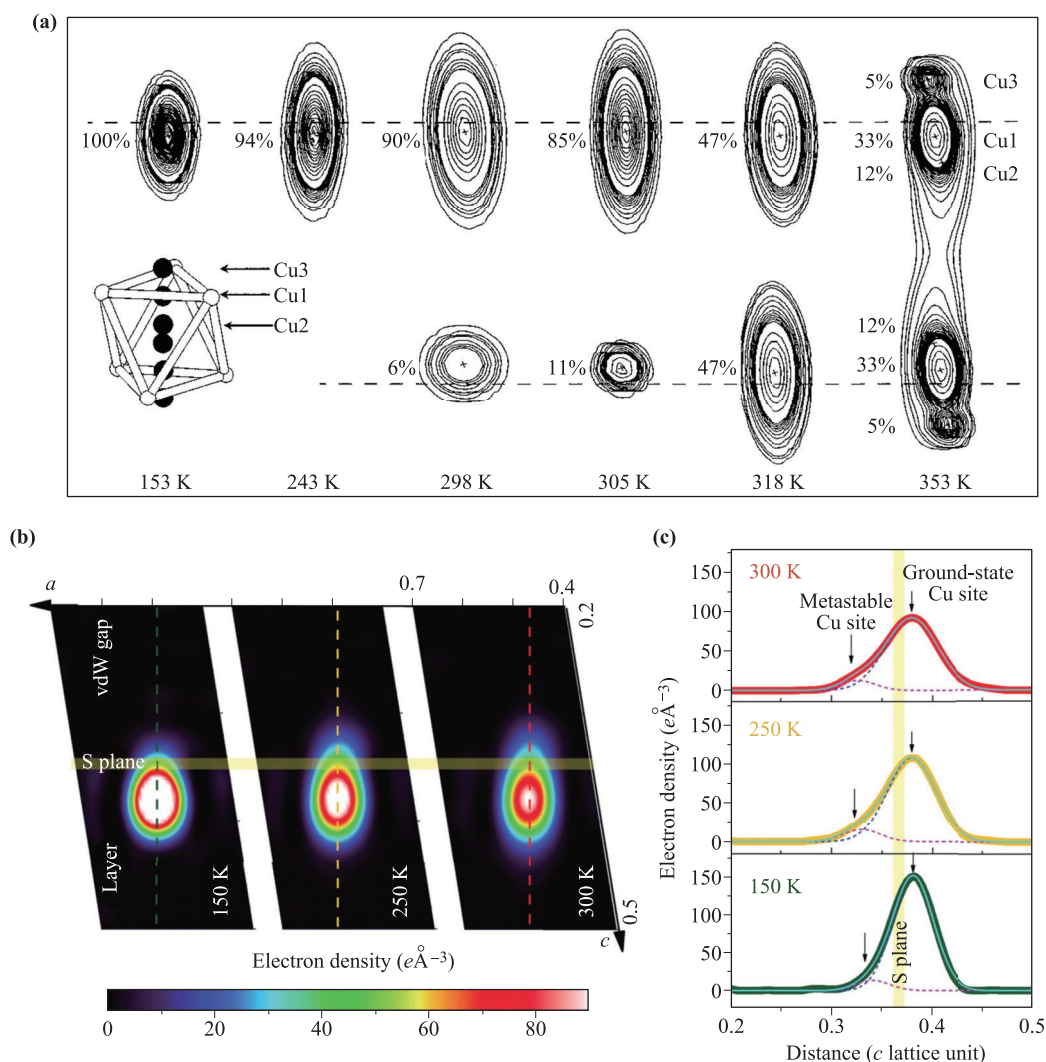 (a)
5% Cu3
100% 94% 90% 85% 47% 33% Cu1
12% Cu2
Cu3
Cu1
Cu2
12%
6% 11% 47% 33%
5%
153 K 243 K 298 K 305 K 318 K 353 K
(b)
a 0.7 0.4
0.2
vdW gap
S plane
Layer
150 K 250 K 300 K
0.5
c
Electron density (eÅ−3)
0 20 40 60 80
(c)
150 300 K Ground-state
Cu site
Metastable
Cu site
100
50
0
150 250 K
100
50
0
150 150 K
100
50
0
S plane
Electron density (eÅ−3)
0.2 0.3 0.4 0.5
Distance (c lattice unit)